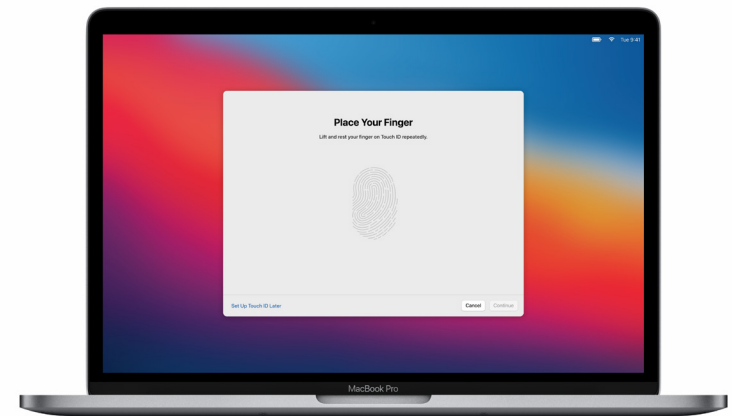 Tue 9:41
Place Your Finger
Lift and rest your finger on Touch ID repeatedly.
Set Up Touch ID Later
Cancel
Continue
MacBook Pro